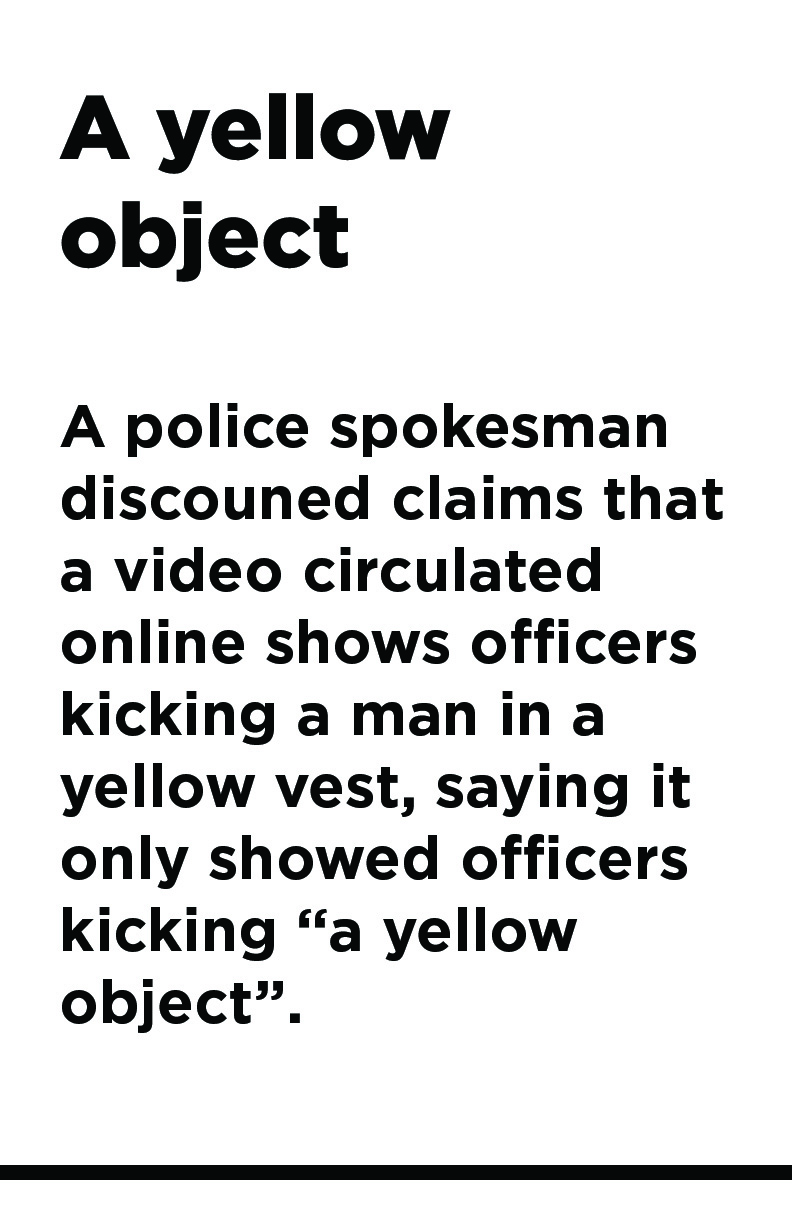 A yellow
object
A police spokesman
discouned claims that
a video circulated
online shows officers
kicking a man in a
yellow vest, saying it
only showed officers
kicking “a yellow
object”.